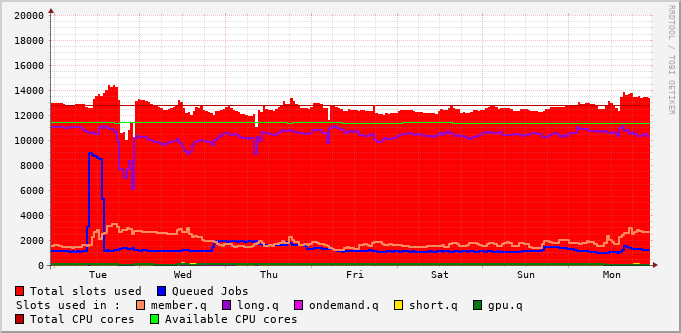 RRDTOOL / TOBI OETIKER
20000
18000
16000
14000
12000
10000
8000
6000
4000
2000
0
Tue Wed Thu Fri Sat Sun Mon
Total slots used Queued Jobs
Slots used in : member.q long.q ondemand.q short.q gpu.q
Total CPU cores Available CPU cores